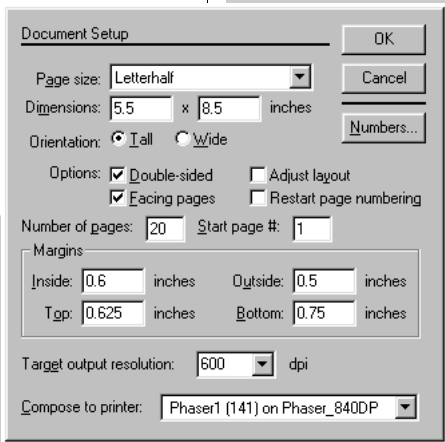 Document Setup
OK
Page size: Letterhalf
Cancel
Dimensions: 5.5 x 8.5 inches
Numbers...
Orientation: Tall Wide
Options: Double-sided Adjust layout
Facing pages Restart page numbering
Number of pages: 20 Start page #: 1
Margins
Inside: 0.6 inches Outside: 0.5 inches
Top: 0.625 inches Bottom: 0.75 inches
Target output resolution: 600 dpi
Compose to printer: Phaser1 (141) on Phaser_840DP